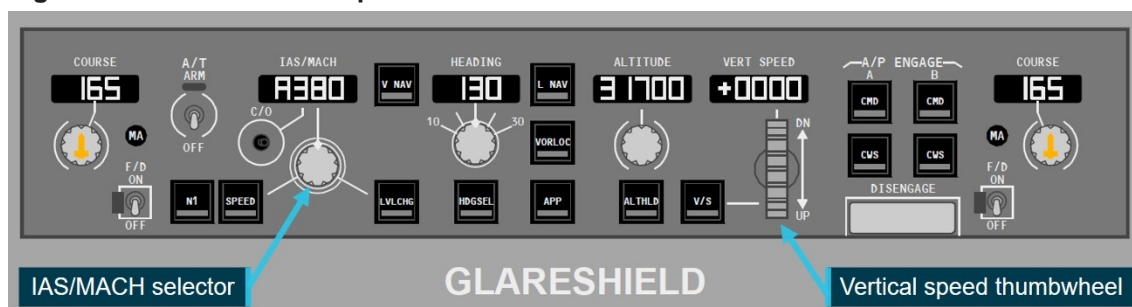 COURSE
165
MA
F/D
ON
OFF
A/T
ARM
OFF
IAS/MACH
A380
C/O
N1
SPEED
V NAV
LVLCHG
HEADING
130
10
30
HDGSEL
L NAV
VORLOC
APP
ALTITUDE
31700
ALTHLD
VERT SPEED
+0000
V/S
DN
UP
A/P ENGAGE
A B
CMD CMD
CWS CWS
DISENGAGE
COURSE
165
MA
F/D
ON
OFF
IAS/MACH selector
GLARESHIELD
Vertical speed thumbwheel